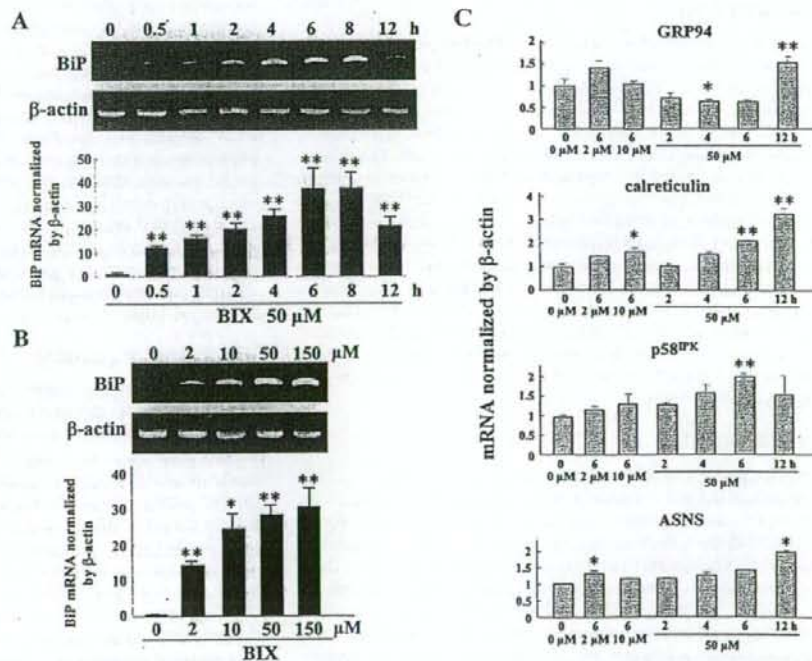 A
0 0.5 1 2 4 6 8 12 h
BiP
β-actin
BiP mRNA normalized
by β-actin
50
40
30
20
10
0
** ** ** ** ** ** **
0 0.5 1 2 4 6 8 12h
BIX 50 μM
B
0 2 10 50 150 μM
BiP
β-actin
BiP mRNA normalized
by β-actin
40
30
20
10
0
** * ** **
0 2 10 50 150 μM
BIX
C
mRNA normalized by β-actin
GRP94
2
1.5
1
0.5
0
* **
0 6 6 2 4 6 12 h
0 μM 2 μM 10 μM 50 μM
calreticulin
4
3
2
1
0
* ** **
0 6 6 2 4 6 12 h
0 μM 2 μM 10 μM 50 μM
p58IPK
2
1.5
1
0.5
0
**
0 6 6 2 4 6 12 h
0 μM 2 μM 10 μM 50 μM
ASNS
2
1.5
1
0.5
0
* *
0 6 6 2 4 6 12 h
0 μM 2 μM 10 μM 50 μM